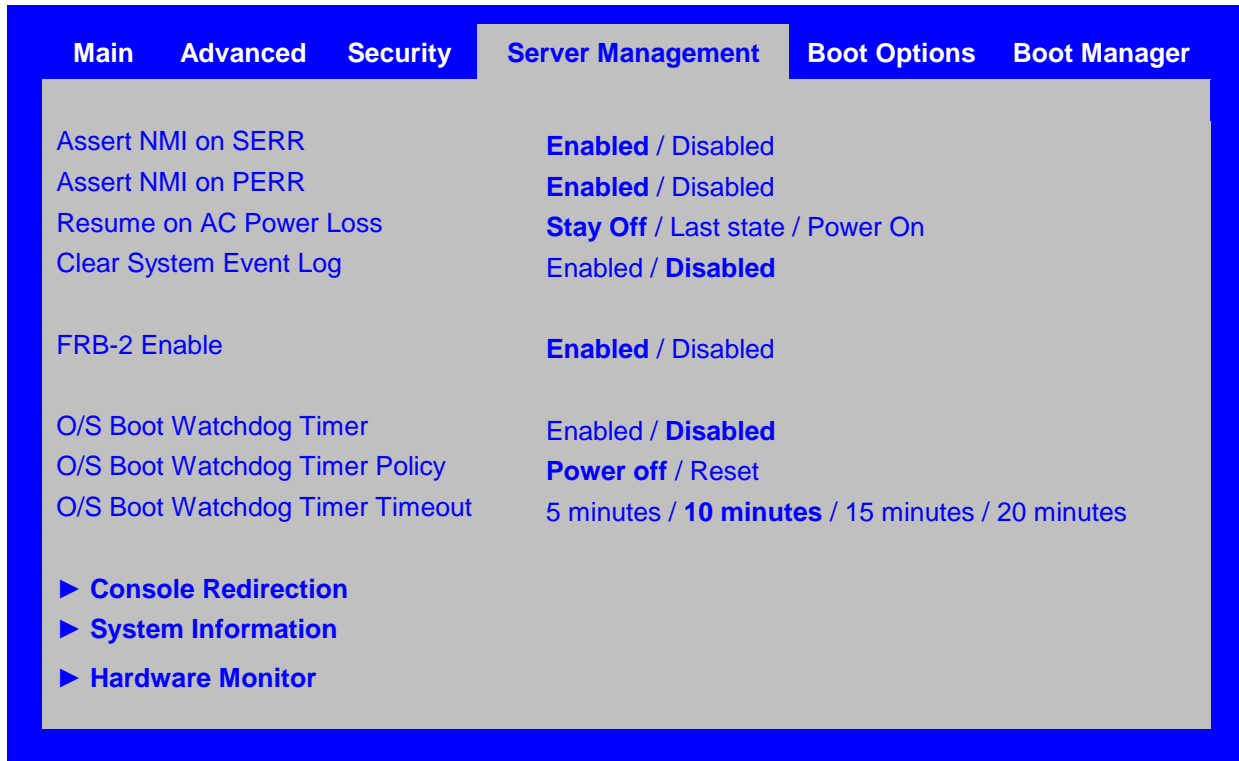 Main Advanced Security Server Management Boot Options Boot Manager
Assert NMI on SERR Enabled / Disabled
Assert NMI on PERR Enabled / Disabled
Resume on AC Power Loss Stay Off / Last state / Power On
Clear System Event Log Enabled / Disabled
FRB-2 Enable Enabled / Disabled
O/S Boot Watchdog Timer Enabled / Disabled
O/S Boot Watchdog Timer Policy Power off / Reset
O/S Boot Watchdog Timer Timeout 5 minutes / 10 minutes / 15 minutes / 20 minutes
► Console Redirection
► System Information
► Hardware Monitor